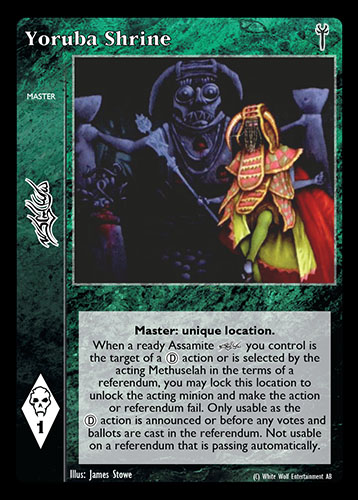 Yoruba Shrine
MASTER
Master: unique location.
When a ready Assamite you control is
the target of a Ⓓ action or is selected by the
acting Methuselah in the terms of a
referendum, you may lock this location to
unlock the acting minion and make the action
or referendum fail. Only usable as the
Ⓓ action is announced or before any votes and
ballots are cast in the referendum. Not usable
on a referendum that is passing automatically.
1
Illus: James Stowe
(C) White Wolf Entertainment AB